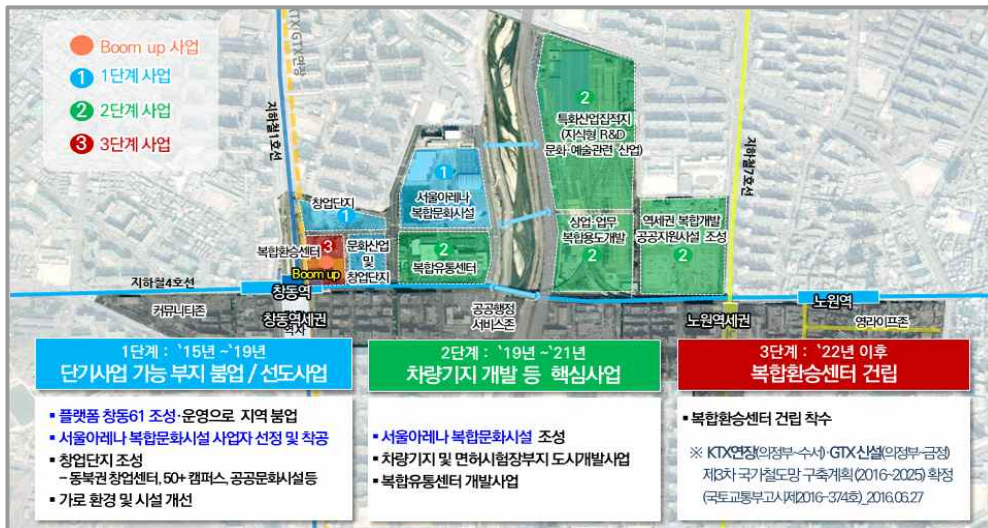 Boom up 사업
1 1단계 사업
2 2단계 사업
3 3단계 사업
KTX/GTX연장
지하철1호선
지하철7호선
2
특화산업집적지
(지식형 R&D
문화·예술관련 산업)
1
서울아레나
복합문화시설
창업단지
1
3
복합환승센터
Boom up
문화산업
및
창업단지
2
복합유통센터
상업·업무
복합용도개발
2
역세권 복합개발
공공자원시설 조성
2
지하철4호선
창동역
노원역
커뮤니티존
창동역세권
공공행정
서비스존
노원역세권
영라이프존
1단계 : `15년 ~`19년
단기사업 가능 부지 붐업 / 선도사업
▪ 플랫폼 창동61 조성·운영으로 지역 붐업
▪ 서울아레나 복합문화시설 사업자 선정 및 착공
▪ 창업단지 조성
– 동북권 창업센터, 50+ 캠퍼스, 공공문화시설등
▪ 가로 환경 및 시설 개선
2단계 : `19년 ~`21년
차량기지 개발 등 핵심사업
▪ 서울아레나 복합문화시설 조성
▪ 차량기지 및 면허시험장부지 도시개발사업
▪ 복합유통센터 개발사업
3단계 : `22년 이후
복합환승센터 건립
▪ 복합환승센터 건립 착수
※ KTX연장(의정부~수서)·GTX신설(의정부~금정)
제3차 국가철도망 구축계획(2016~2025) 확정
(국토교통부고시제2016-374호)_2016.06.27